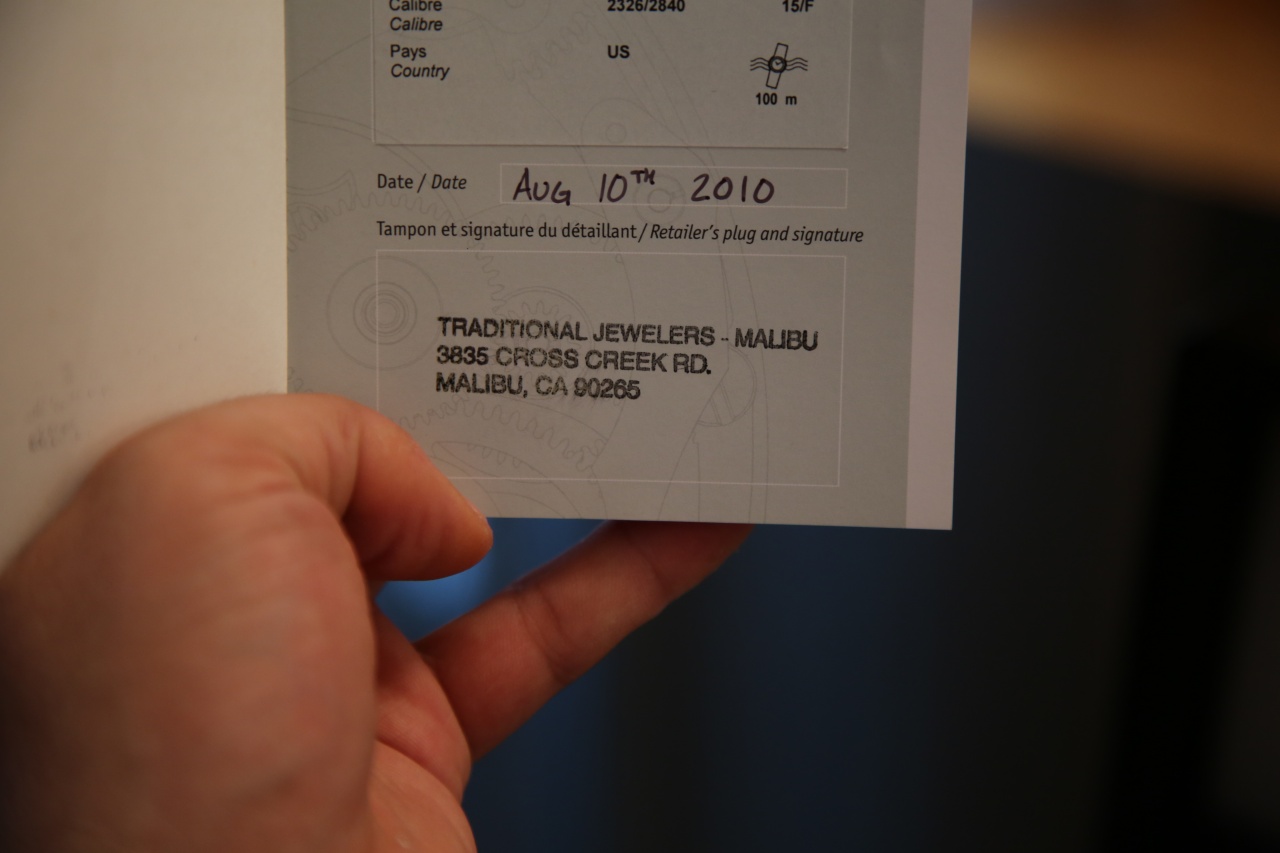 Calibre 2326/2840 15/F
Calibre
Pays US
Country
100 m
Date / Date AUG 10TH 2010
Tampon et signature du détaillant / Retailer's plug and signature
TRADITIONAL JEWELERS - MALIBU
3835 CROSS CREEK RD.
MALIBU, CA 90265